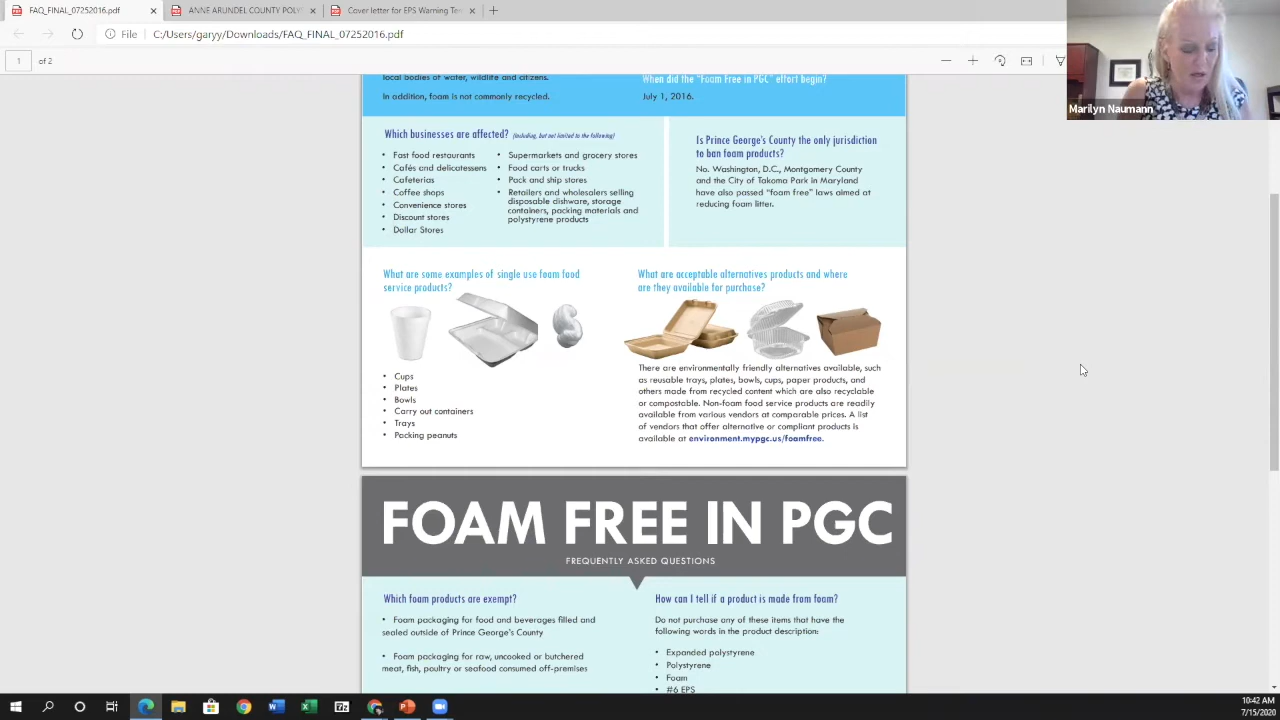 FAQ_FINAL_07252016.pdf
ANNE ARUNDEL COUNTY POLYS
Cover letter for EPS Warning Tem
File
C:/Users/garyy/Downloads/FAQ_FINAL_07252016.pdf
1 of 2
Marilyn Naumann
local bodies of water, wildlife and citizens.
In addition, foam is not commonly recycled.
When did the "Foam Free in PGC" effort begin?
July 1, 2016.
Which businesses are affected? (Including, but not limited to the following)
• Fast food restaurants
• Cafés and delicatessens
• Cafeterias
• Coffee shops
• Convenience stores
• Discount stores
• Dollar Stores
• Supermarkets and grocery stores
• Food carts or trucks
• Pack and ship stores
• Retailers and wholesalers selling
disposable dishware, storage
containers, packing materials and
polystyrene products
Is Prince George's County the only jurisdiction
to ban foam products?
No. Washington, D.C., Montgomery County
and the City of Takoma Park in Maryland
have also passed "foam free" laws aimed at
reducing foam litter.
What are some examples of single use foam food
service products?
• Cups
• Plates
• Bowls
• Carry out containers
• Trays
• Packing peanuts
What are acceptable alternatives products and where
are they available for purchase?
There are environmentally friendly alternatives available, such
as reusable trays, plates, bowls, cups, paper products, and
others made from recycled content which are also recyclable
or compostable. Non-foam food service products are readily
available from various vendors at comparable prices. A list
of vendors that offer alternative or compliant products is
available at environment.mypgc.us/foamfree.
FOAM FREE IN PGC
FREQUENTLY ASKED QUESTIONS
Which foam products are exempt?
• Foam packaging for food and beverages filled and
sealed outside of Prince George's County
• Foam packaging for raw, uncooked or butchered
meat, fish, poultry or seafood consumed off-premises
How can I tell if a product is made from foam?
Do not purchase any of these items that have the
following words in the product description:
• Expanded polystyrene
• Polystyrene
• Foam
• #6 EPS
10:42 AM
7/15/2020